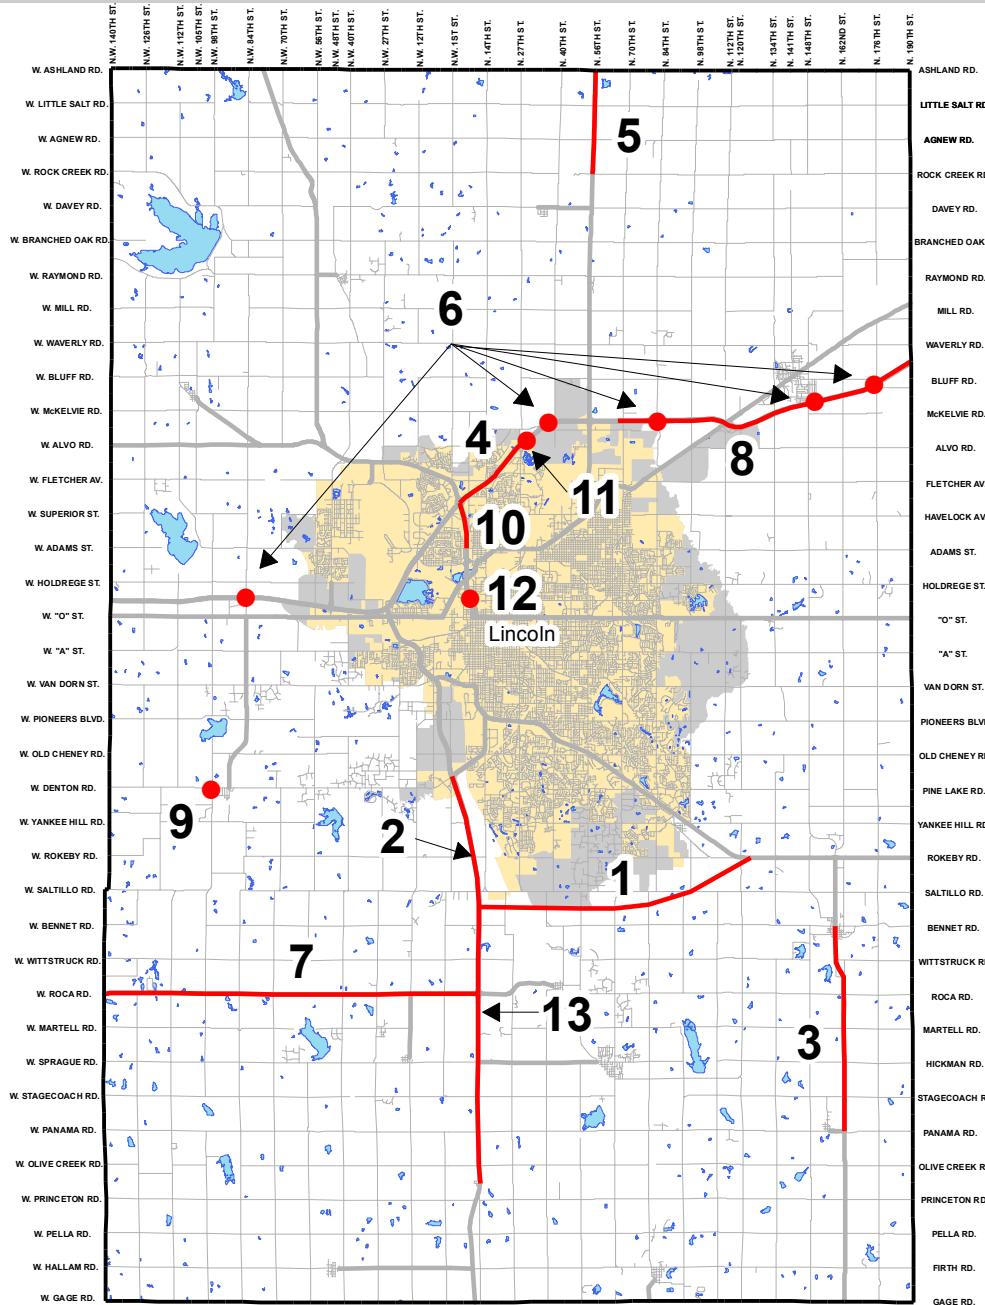 N.W. 140TH ST.
N.W. 126TH ST.
N.W. 112TH ST.
N.W. 105TH ST.
N.W. 98TH ST.
N.W. 84TH ST.
N.W. 70TH ST.
N.W. 56TH ST.
N.W. 48TH ST.
N.W. 40TH ST.
N.W. 27TH ST.
N.W. 12TH ST.
N.W. 1ST ST.
N. 14TH ST.
N. 27TH ST.
N. 40TH ST.
N. 56TH ST.
N. 70TH ST.
N. 84TH ST.
N. 98TH ST.
N. 112TH ST.
N. 120TH ST.
N. 134TH ST.
N. 141TH ST.
N. 148TH ST.
N. 162ND ST.
N. 176TH ST.
N. 190TH ST.
W. ASHLAND RD.
ASHLAND RD.
W. LITTLE SALT RD.
LITTLE SALT RD
W. AGNEW RD.
5
AGNEW RD.
W. ROCK CREEK RD.
ROCK CREEK RD
W. DAVEY RD.
DAVEY RD.
W. BRANCHED OAK RD.
BRANCHED OAK
W. RAYMOND RD.
RAYMOND RD.
W. MILL RD.
6
MILL RD.
W. WAVERLY RD.
WAVERLY RD.
W. BLUFF RD.
BLUFF RD.
W. McKELVIE RD.
McKELVIE RD.
W. ALVO RD.
4
8
ALVO RD.
W. FLETCHER AV.
11
FLETCHER AV.
W. SUPERIOR ST.
10
HAVELOCK AV
W. ADAMS ST.
ADAMS ST.
W. HOLDREGE ST.
12
HOLDREGE ST.
W. "O" ST.
"O" ST.
Lincoln
W. "A" ST.
"A" ST.
W. VAN DORN ST.
VAN DORN ST.
W. PIONEERS BLVD.
PIONEERS BLV
W. OLD CHENEY RD.
OLD CHENEY RD
W. DENTON RD.
PINE LAKE RD.
W. YANKEE HILL RD.
9
2
YANKEE HILL RD
W. ROKEBY RD.
ROKEBY RD.
W. SALTILLO RD.
1
SALTILLO RD.
W. BENNET RD.
BENNET RD.
W. WITTSTRUCK RD.
7
WITTSTRUCK R
W. ROCA RD.
ROCA RD.
W. MARTELL RD.
13
3
MARTELL RD.
W. SPRAGUE RD.
HICKMAN RD.
W. STAGECOACH RD.
STAGECOACH R
W. PANAMA RD.
PANAMA RD.
W. OLIVE CREEK RD.
OLIVE CREEK R
W. PRINCETON RD.
PRINCETON RD
W. PELLA RD.
PELLA RD.
W. HALLAM RD.
FIRTH RD.
W. GAGE RD.
GAGE RD.